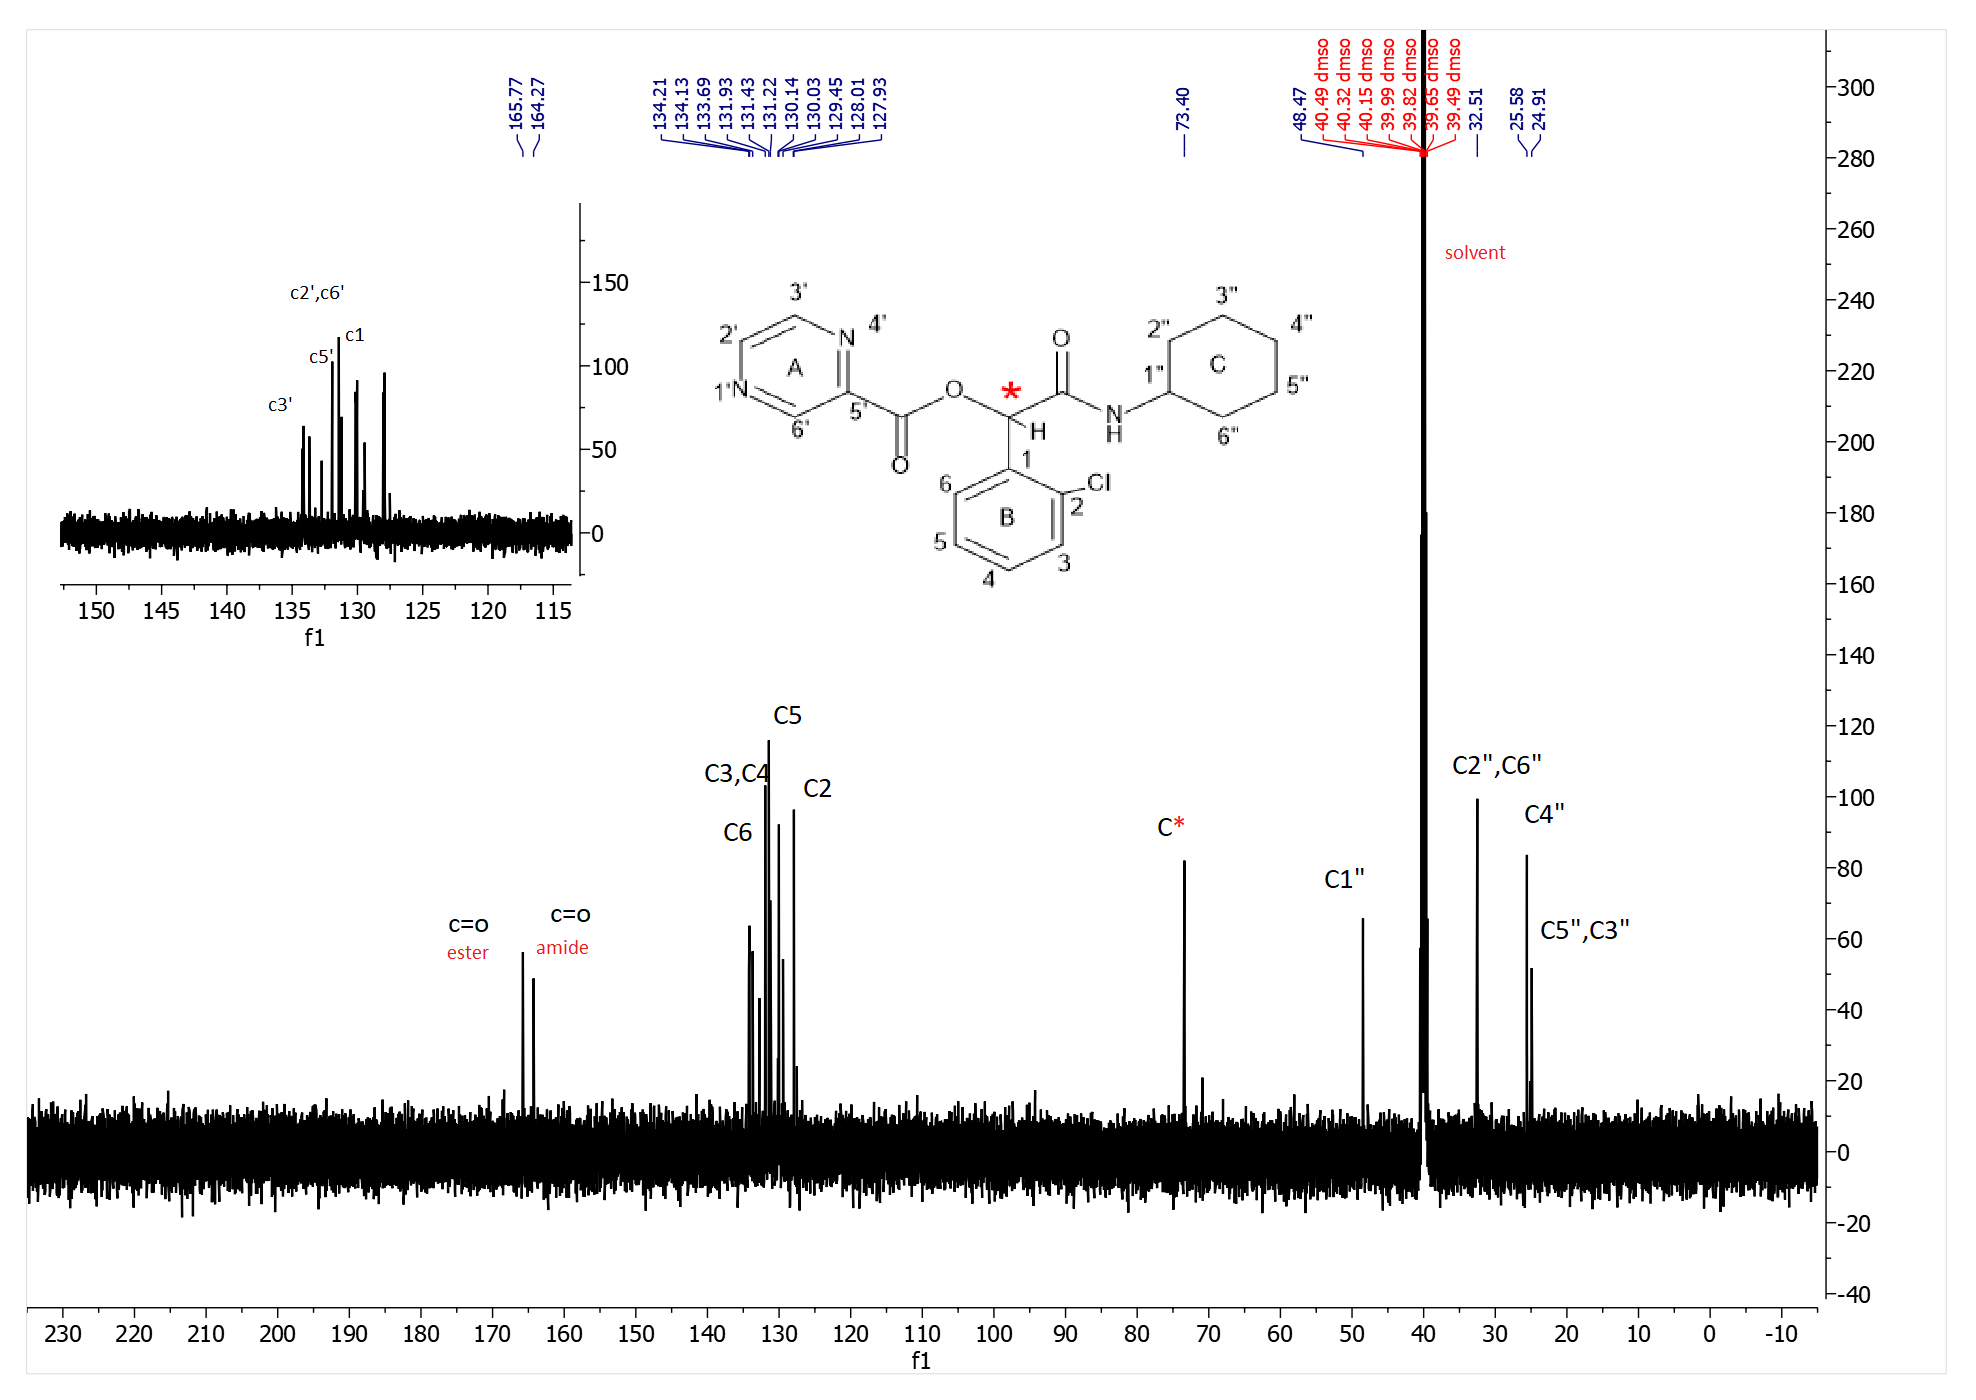 165.77
164.27
134.21
134.13
133.69
131.93
131.43
131.22
130.14
130.03
129.45
128.01
127.93
73.40
48.47
40.49 dmso
40.32 dmso
40.15 dmso
39.99 dmso
39.82 dmso
39.65 dmso
39.49 dmso
32.51
25.58
24.91
solvent
c2',c6'
c1
c5'
c3'
150
100
50
0
150 145 140 135 130 125 120 115
f1
3'
2'
N 4'
A
1'N
5'
6'
O
O
*
H
O
N
H
1"
2"
3"
4"
5"
6"
C
1
Cl
2
3
4
5
6
B
C5
C3,C4
C2
C6
c=o
ester
c=o
amide
C*
C1"
C2",C6"
C4"
C5",C3"
300
280
260
240
220
200
180
160
140
120
100
80
60
40
20
0
-20
-40
230 220 210 200 190 180 170 160 150 140 130 120 110 100 90 80 70 60 50 40 30 20 10 0 -10
f1